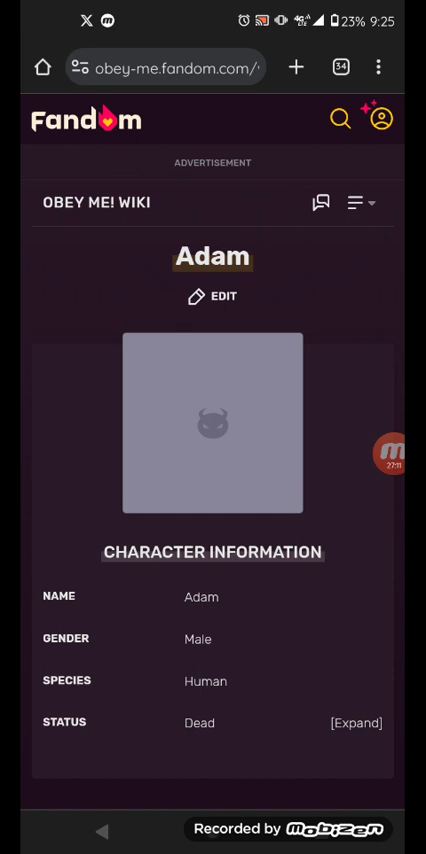 23% 9:25
obey-me.fandom.com/
34
Fandom
ADVERTISEMENT
OBEY ME! WIKI
Adam
EDIT
27:11
CHARACTER INFORMATION
NAME Adam
GENDER Male
SPECIES Human
STATUS Dead [Expand]
Recorded by mobizen